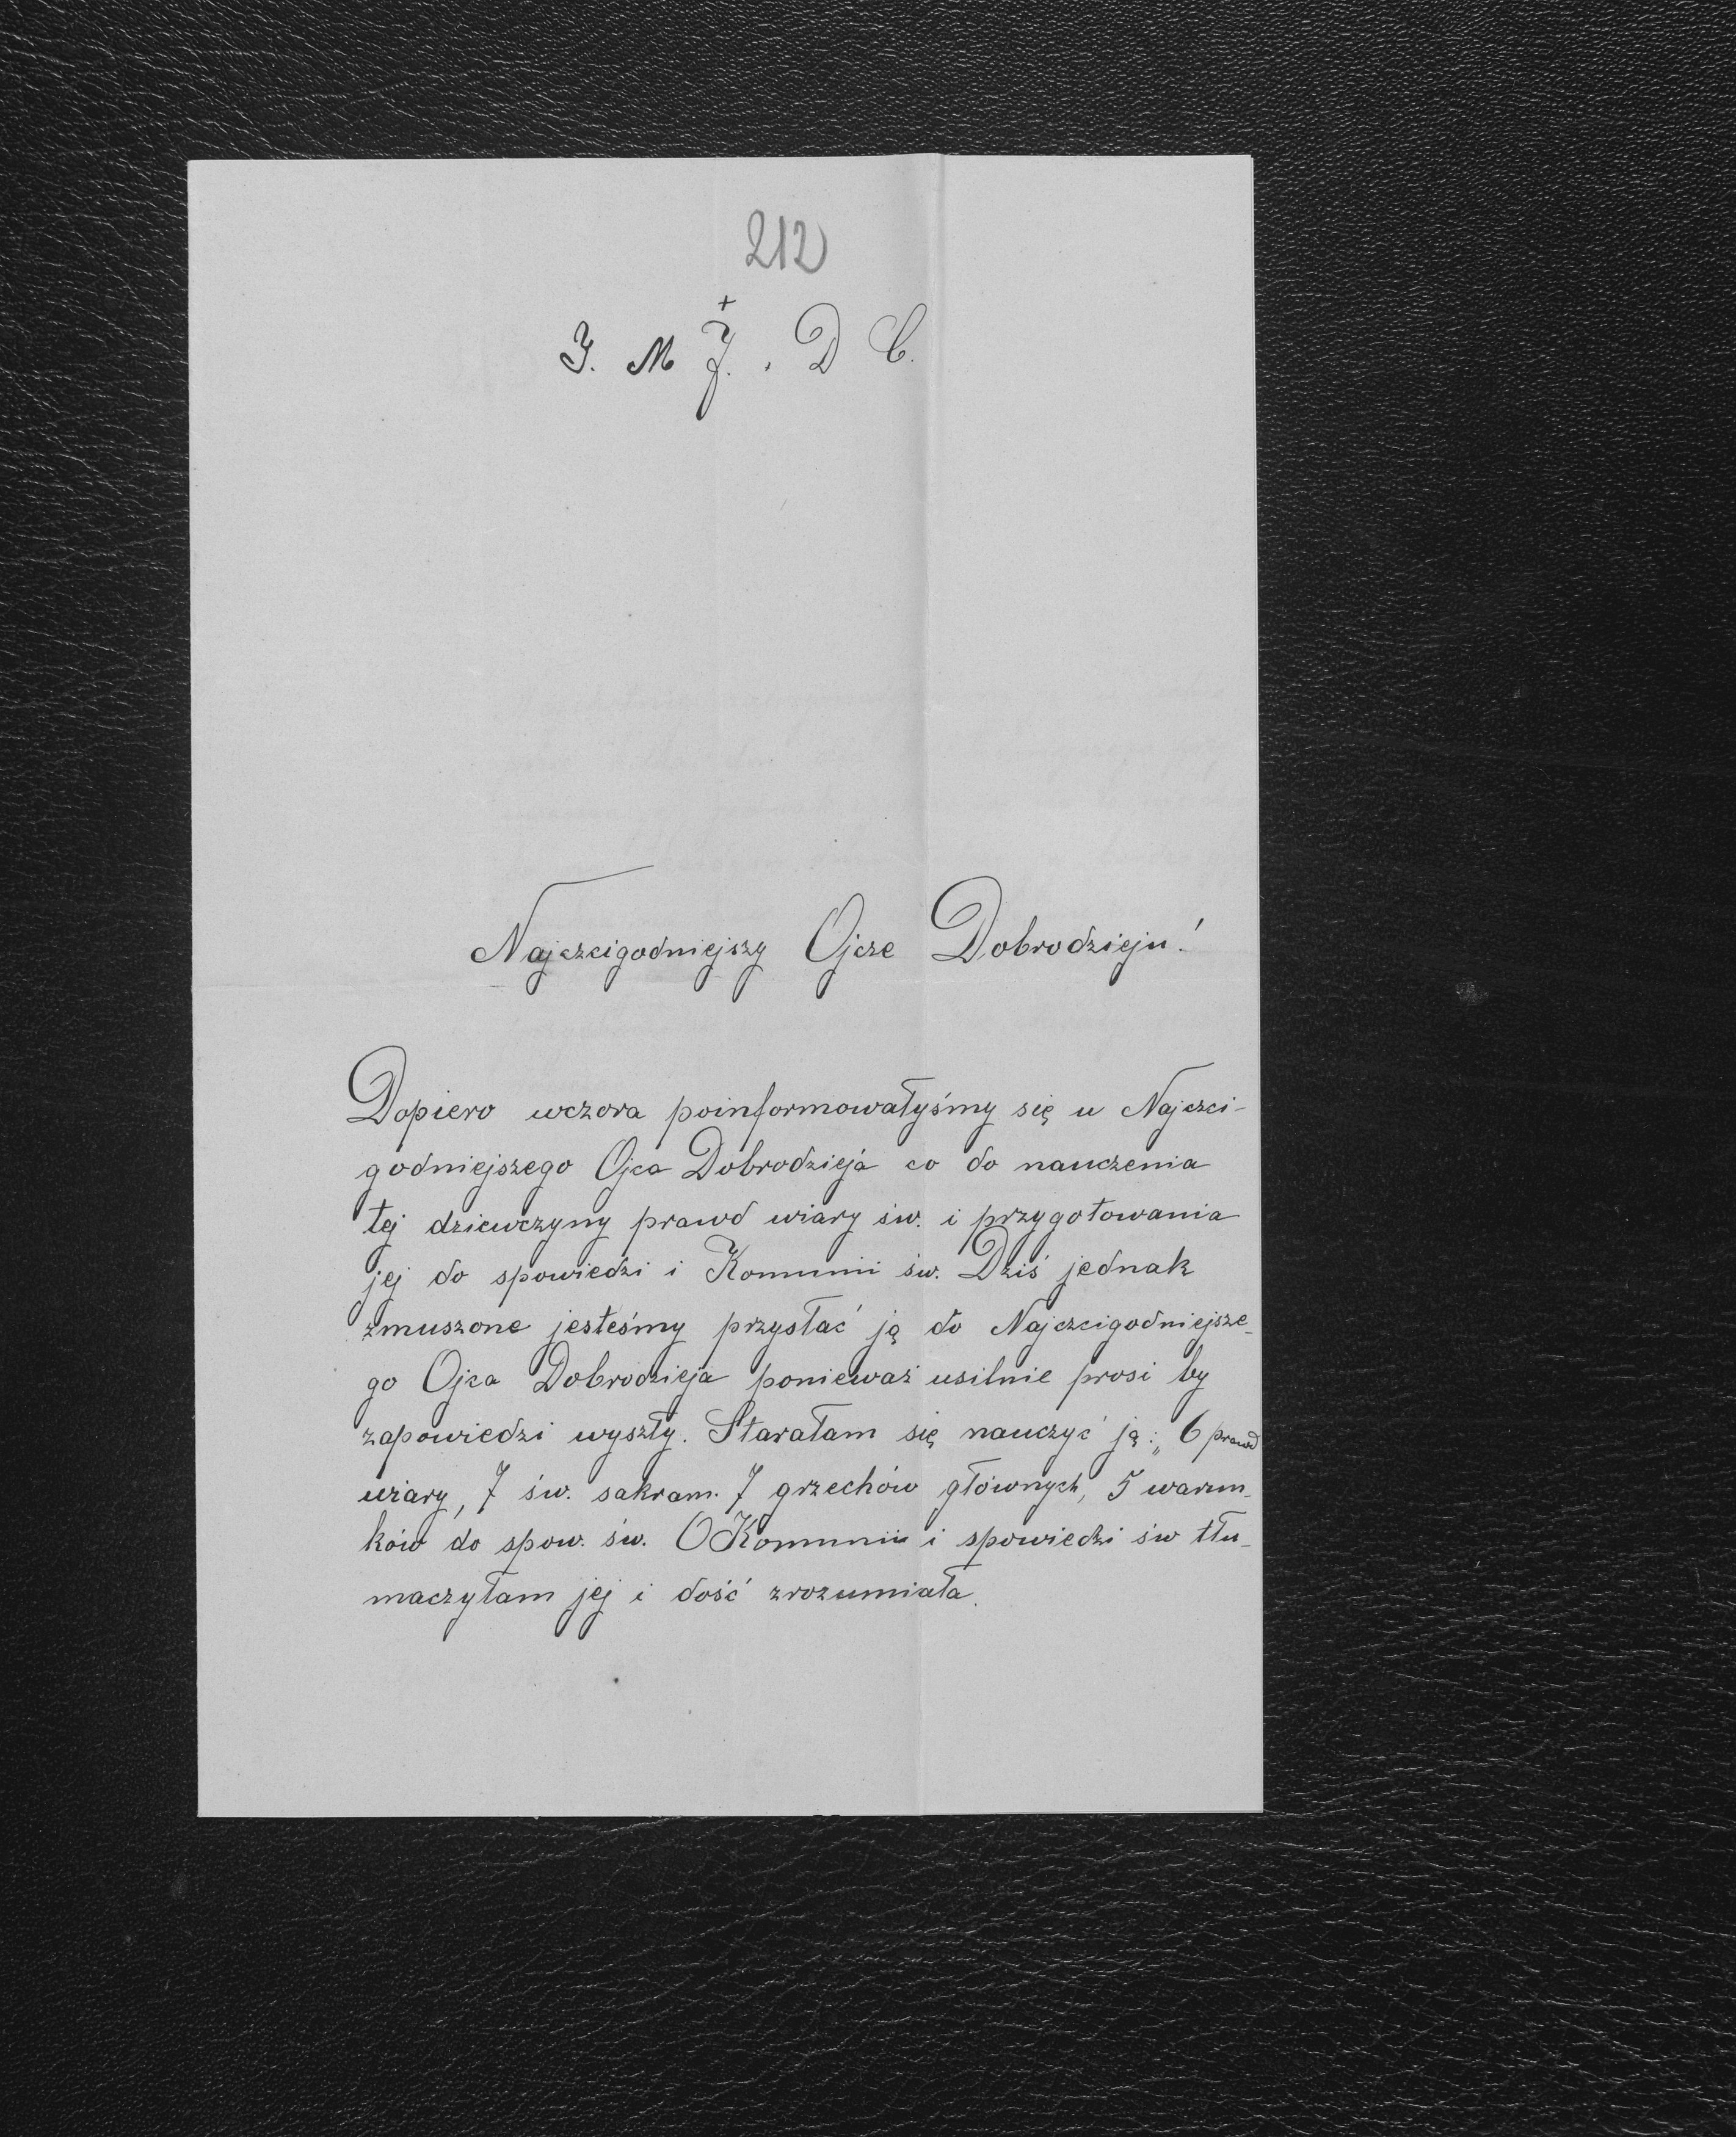 212
+
J. M J. . D C.
Najczcigodniejszy Ojcze Dobrodzieju!
Dopiero wczora poinformowałyśmy się u Najczci-
godniejszego Ojca Dobrodzieja co do nauczenia
tej dziewczyny prawd wiary św. i przygotowania
jej do spowiedzi i Komunii św. Dziś jednak
zmuszone jesteśmy przysłać ją do Najczcigodniejsze-
go Ojca Dobrodzieja ponieważ usilnie prosi by
zapowiedzi wyszły. Starałam się nauczyć ją: „6 prawd
wiary, 7 św. sakram. 7 grzechów głównych, 5 warun-
ków do spow. św. O Komunii i spowiedzi św tłu-
maczyłam jej i dość zrozumiała.